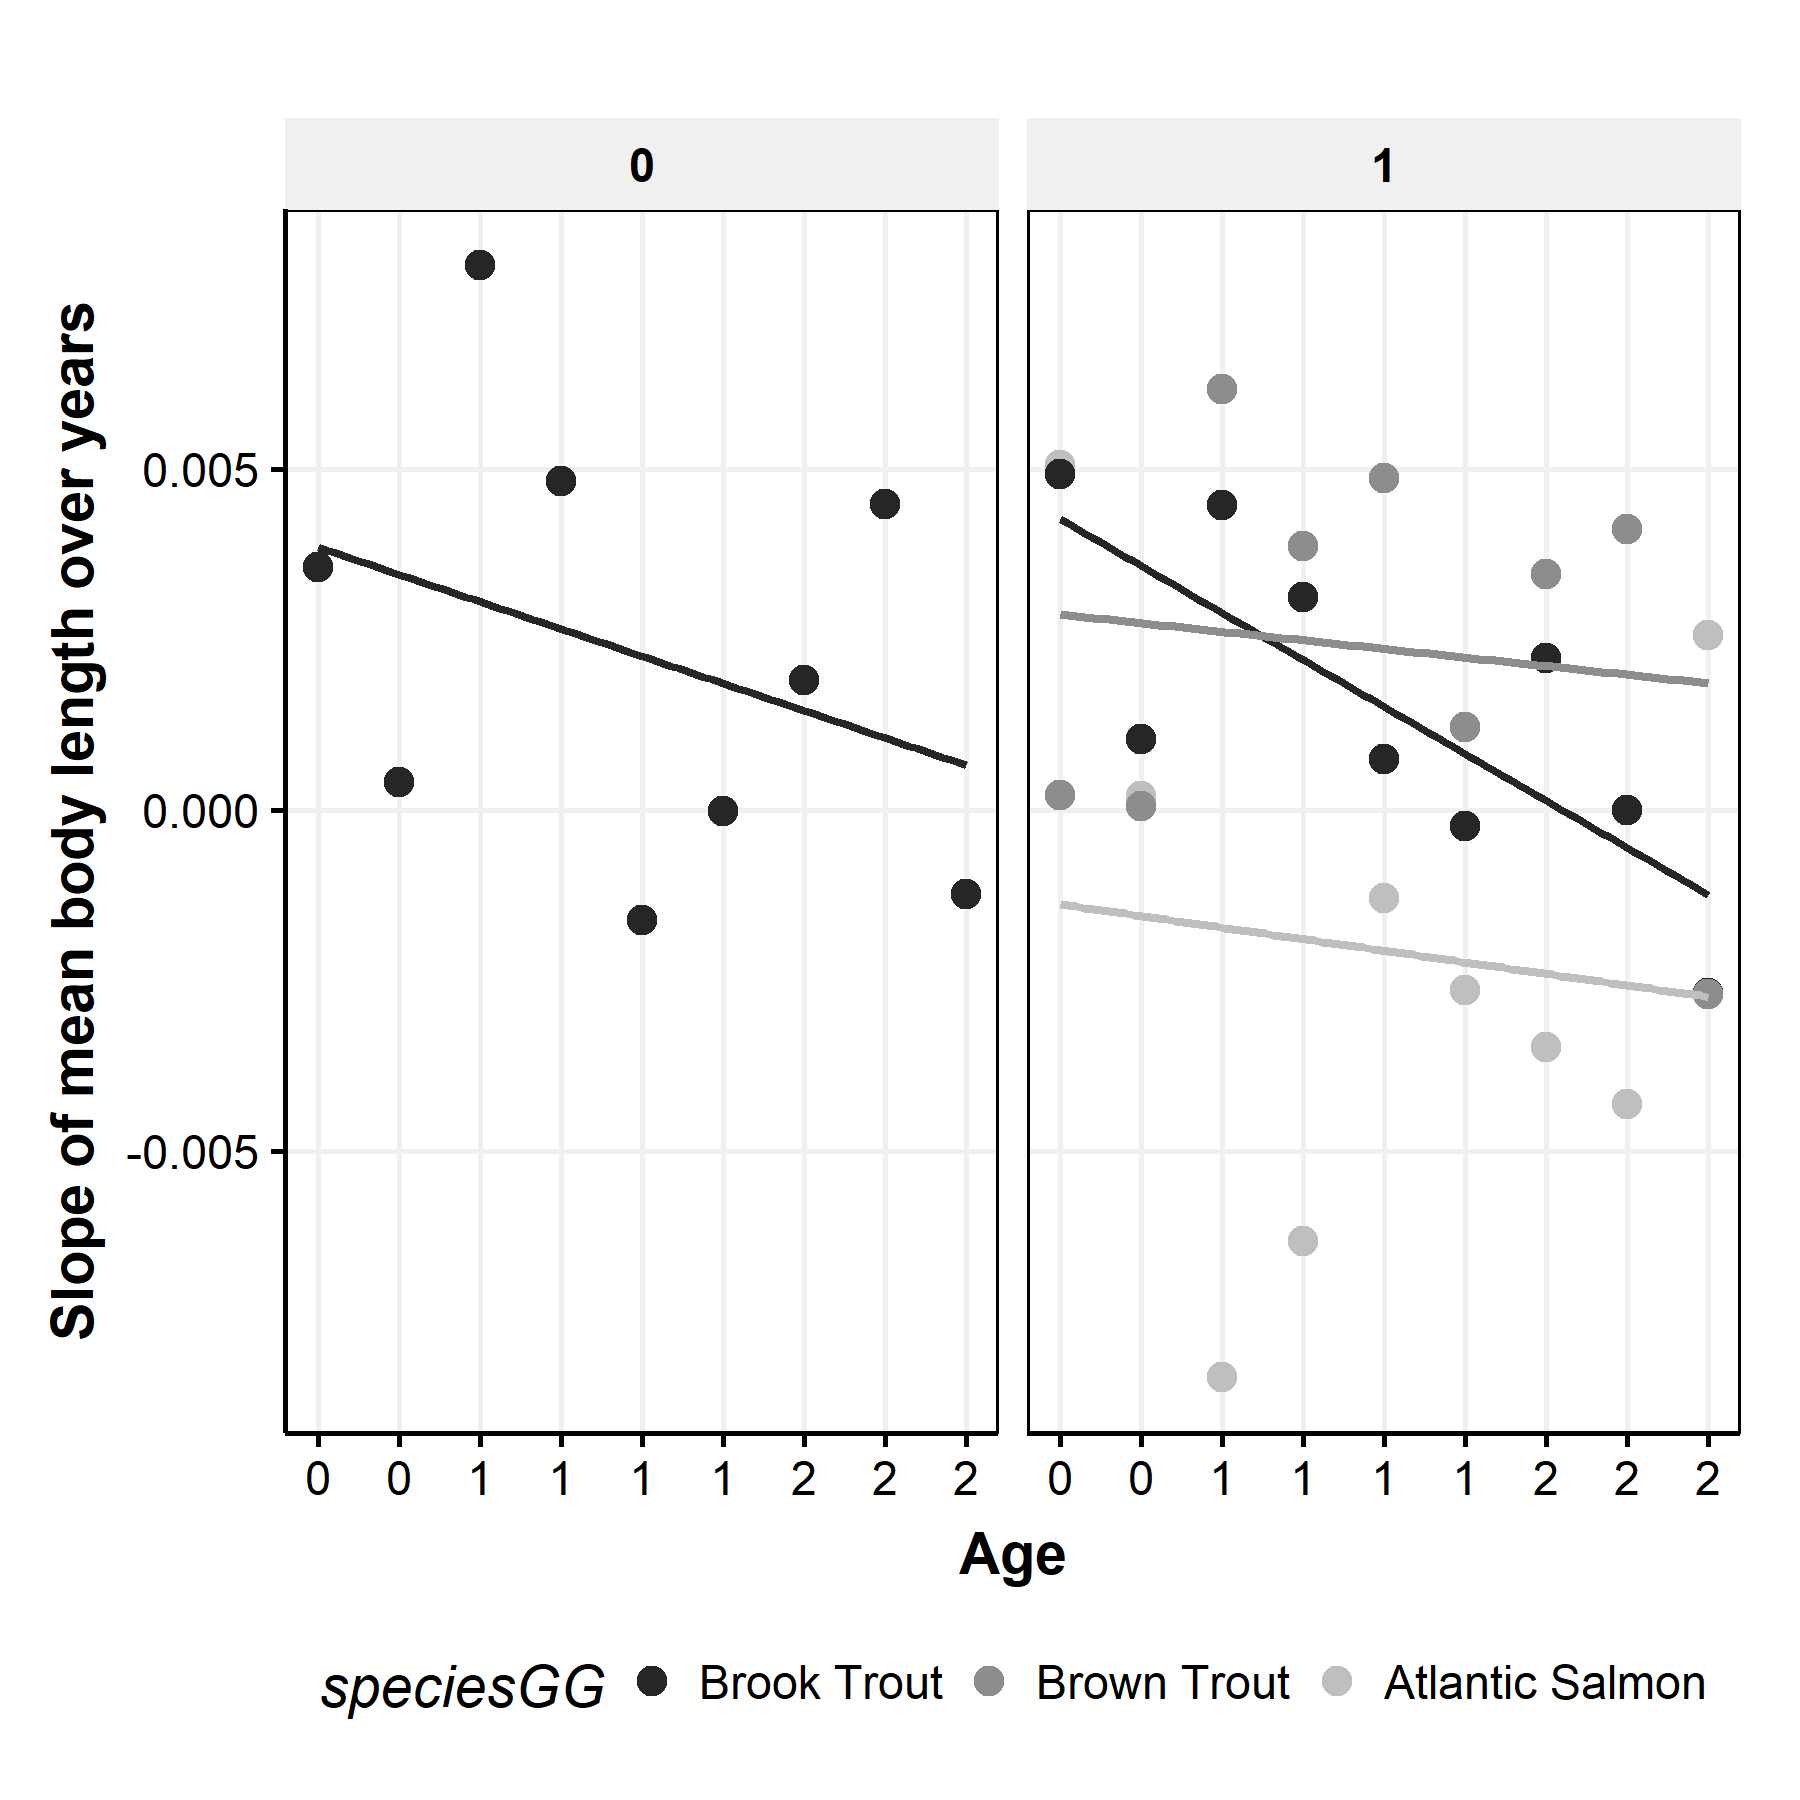 0 1
Slope of mean body length over years
0.005
0.000
-0.005
0 0 1 1 1 1 2 2 2 0 0 1 1 1 1 2 2 2
Age
speciesGG Brook Trout Brown Trout Atlantic Salmon